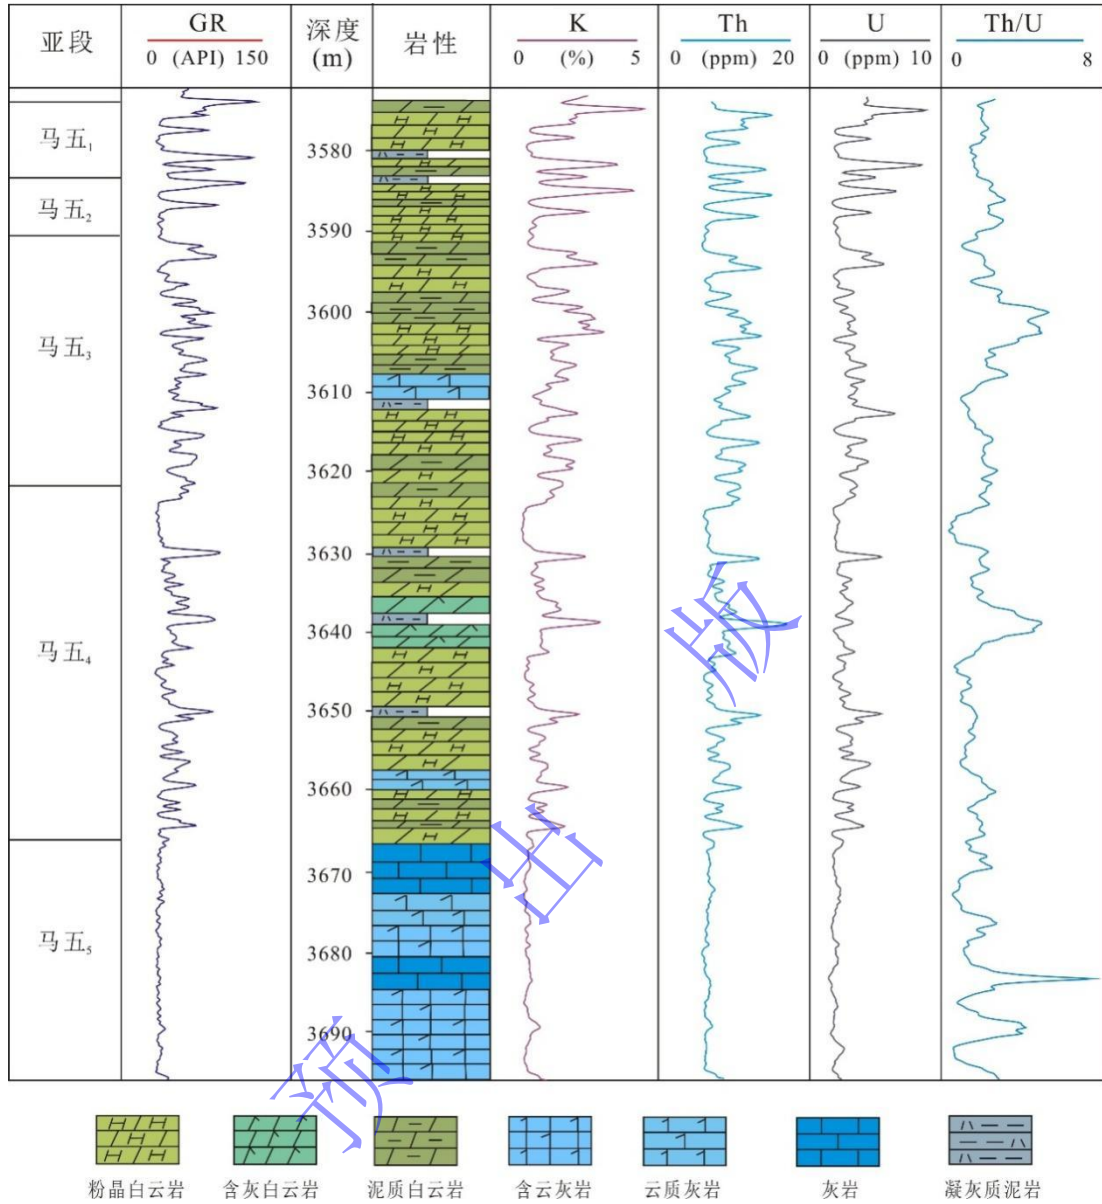 亚段
GR
0 (API) 150
深度
(m)
岩性
K
0 (%) 5
Th
0 (ppm) 20
U
0 (ppm) 10
Th/U
0 8
马五₁
马五₂
马五₃
马五₄
马五₅
3580
3590
3600
3610
3620
3630
3640
3650
3660
3670
3680
3690
预出版
粉晶白云岩
含灰白云岩
泥质白云岩
含云灰岩
云质灰岩
灰岩
凝灰质泥岩